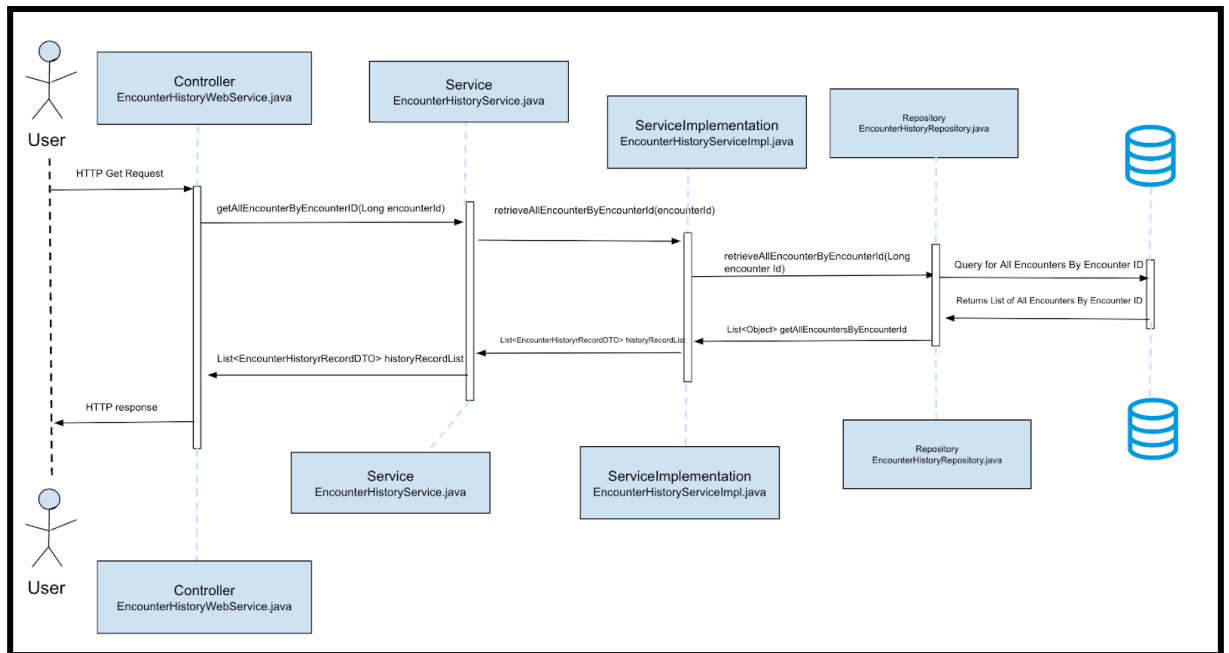 User
Controller
EncounterHistoryWebService.java
Service
EncounterHistoryService.java
ServiceImplementation
EncounterHistoryServiceImpl.java
Repository
EncounterHistoryRepository.java
HTTP Get Request
getAllEncounterByEncounterID(Long encounterId)
retrieveAllEncounterByEncounterId(encounterId)
retrieveAllEncounterByEncounterId(Long
encounter Id)
Query for All Encounters By Encounter ID
Returns List of All Encounters By Encounter ID
List<Object> getAllEncountersByEncounterId
List<EncounterHistoryrRecordDTO> historyRecordList
List<EncounterHistoryrRecordDTO> historyRecordList
HTTP response
Service
EncounterHistoryService.java
ServiceImplementation
EncounterHistoryServiceImpl.java
Repository
EncounterHistoryRepository.java
User
Controller
EncounterHistoryWebService.java